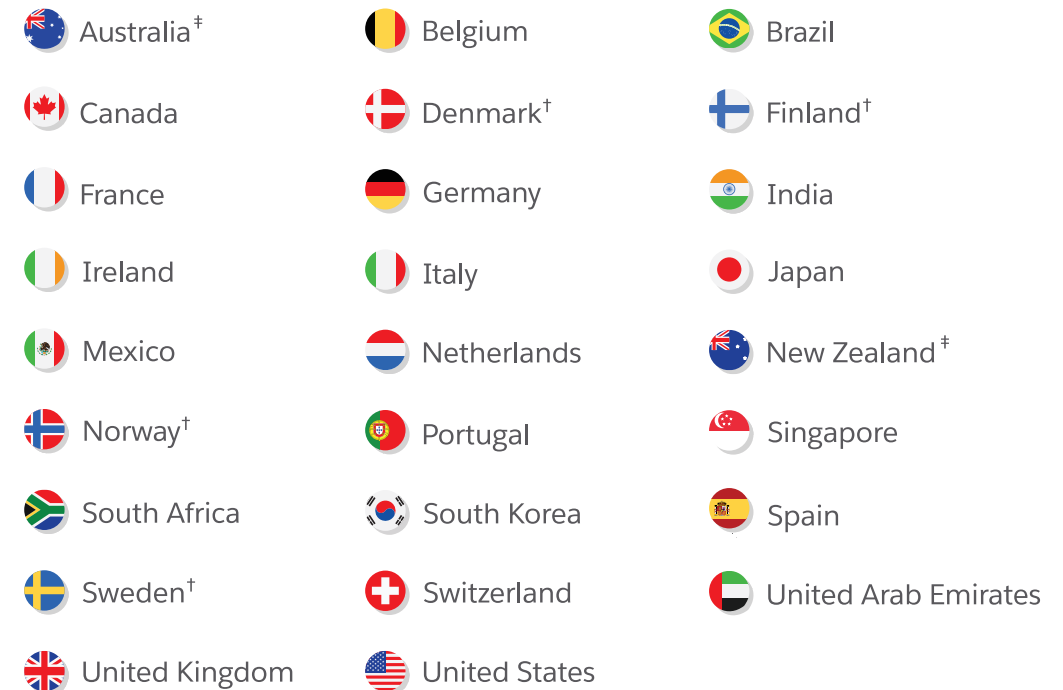 Australia‡
Belgium
Brazil
Canada
Denmark†
Finland†
France
Germany
India
Ireland
Italy
Japan
Mexico
Netherlands
New Zealand‡
Norway†
Portugal
Singapore
South Africa
South Korea
Spain
Sweden†
Switzerland
United Arab Emirates
United Kingdom
United States